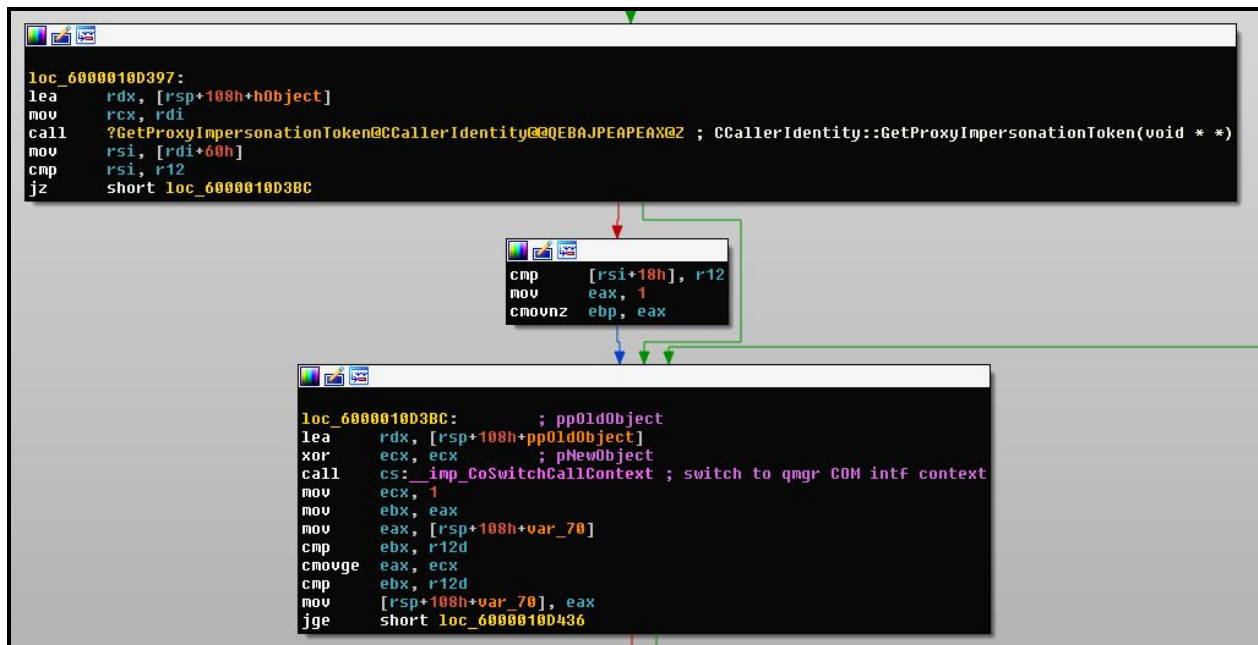 loc_6000010D397:
lea rdx, [rsp+108h+hObject]
mov rcx, rdi
call ?GetProxyImpersonationToken@CCallerIdentity@@QEBAJPEAPEAX@Z ; CCallerIdentity::GetProxyImpersonationToken(void * *)
mov rsi, [rdi+60h]
cmp rsi, r12
jz short loc_6000010D3BC
cmp [rsi+18h], r12
mov eax, 1
cmovnz ebp, eax
loc_6000010D3BC: ; ppOldObject
lea rdx, [rsp+108h+ppOldObject]
xor ecx, ecx ; pNewObject
call cs:__imp_CoSwitchCallContext ; switch to qmgr COM intf context
mov ecx, 1
mov ebx, eax
mov eax, [rsp+108h+var_70]
cmp ebx, r12d
cmovge eax, ecx
cmp ebx, r12d
mov [rsp+108h+var_70], eax
jge short loc_6000010D436